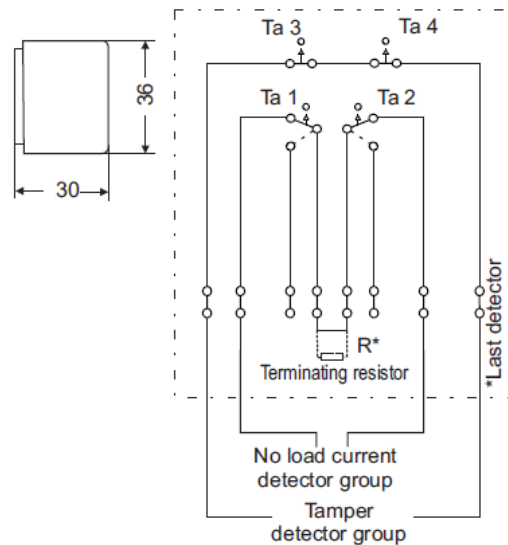 Ta 3
Ta 4
Ta 1
Ta 2
36
30
R*
Terminating resistor
*Last detector
No load current
detector group
Tamper
detector group